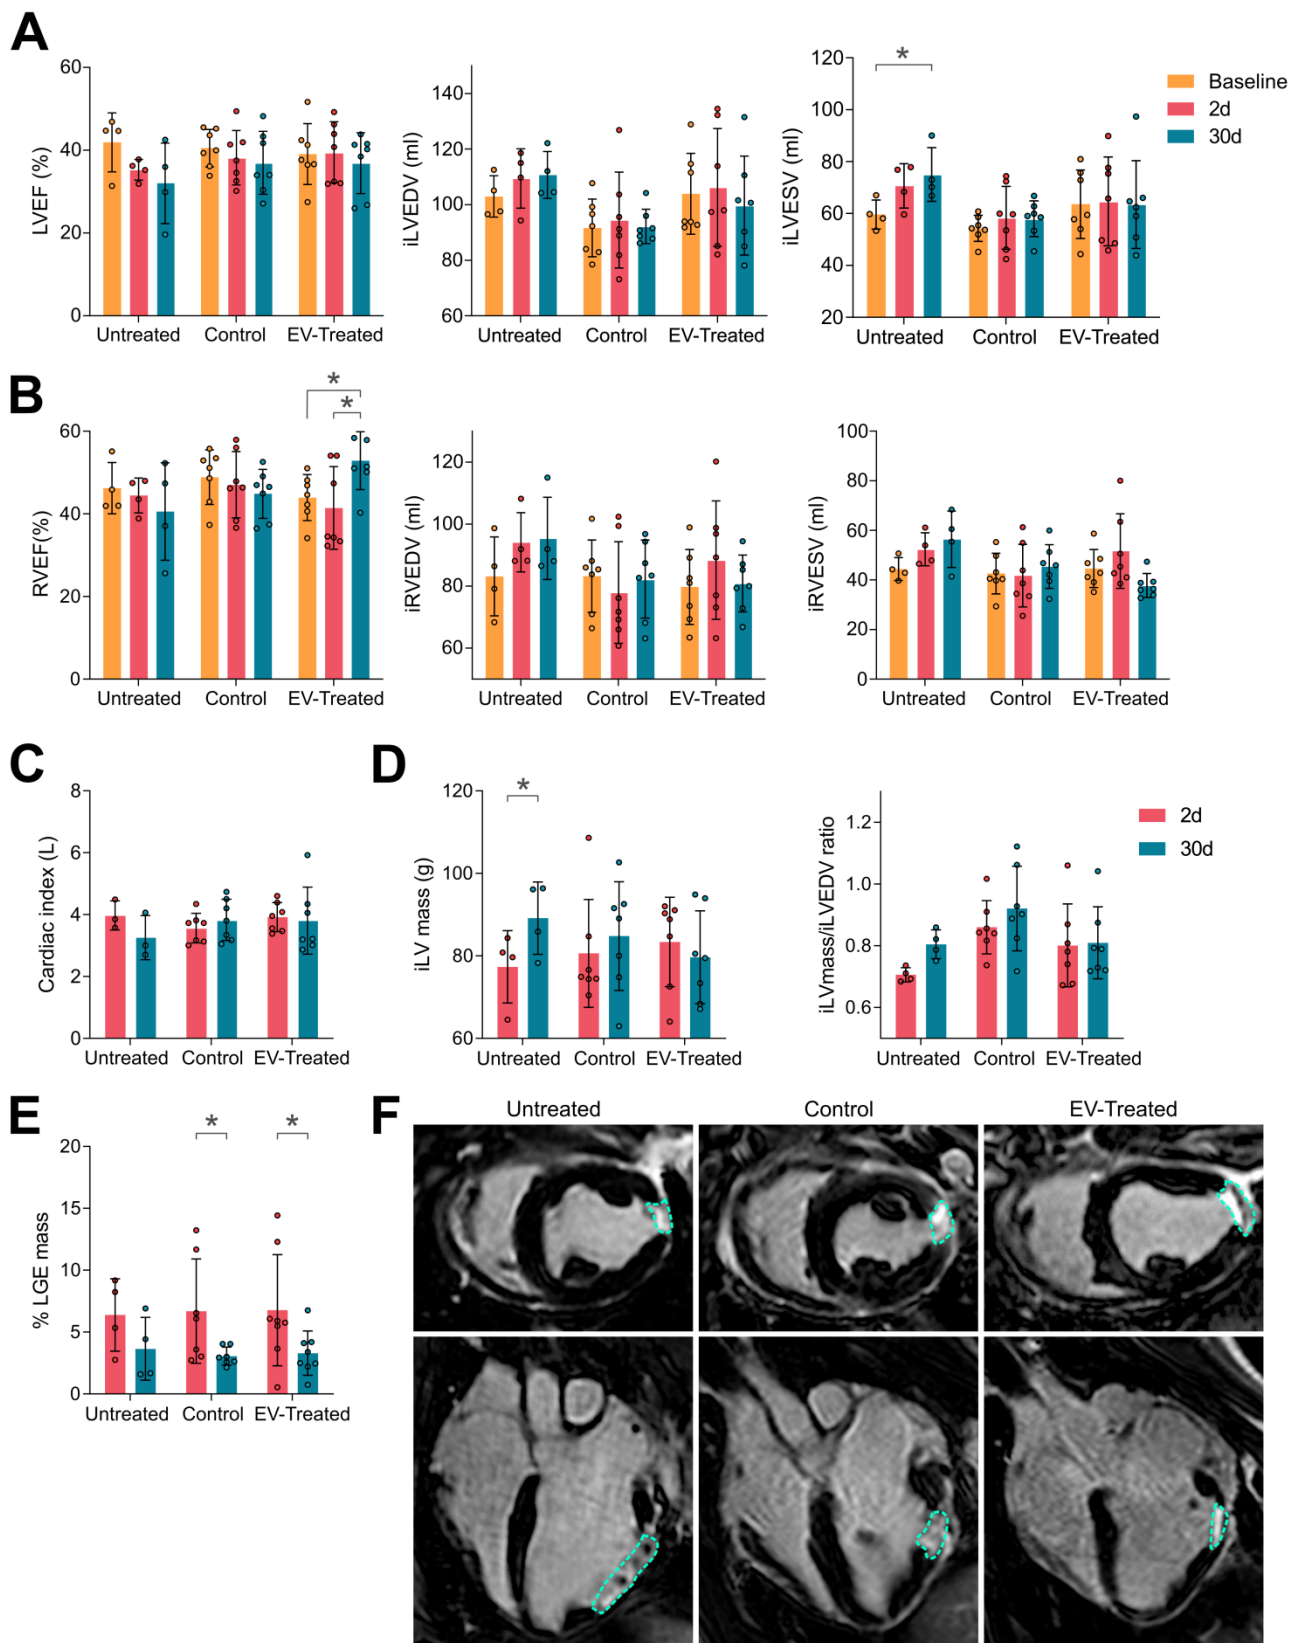 A
LVEF (%)
60
40
20
0
Untreated Control EV-Treated
iLVEDV (ml)
140
120
100
80
60
Untreated Control EV-Treated
iLVESV (ml)
120
100
80
60
40
20
*
Untreated Control EV-Treated
Baseline
2d
30d
B
RVEF(%)
60
40
20
0
*
*
Untreated Control EV-Treated
iRVEDV (ml)
120
100
80
60
Untreated Control EV-Treated
iRVESV (ml)
100
80
60
40
20
0
Untreated Control EV-Treated
C
Cardiac index (L)
8
6
4
2
0
Untreated Control EV-Treated
D
iLV mass (g)
120
100
80
60
*
Untreated Control EV-Treated
iLVmass/iLVEDV ratio
1.2
1.0
0.8
0.6
Untreated Control EV-Treated
2d
30d
E
% LGE mass
20
15
10
5
0
* *
Untreated Control EV-Treated
F
Untreated Control EV-Treated